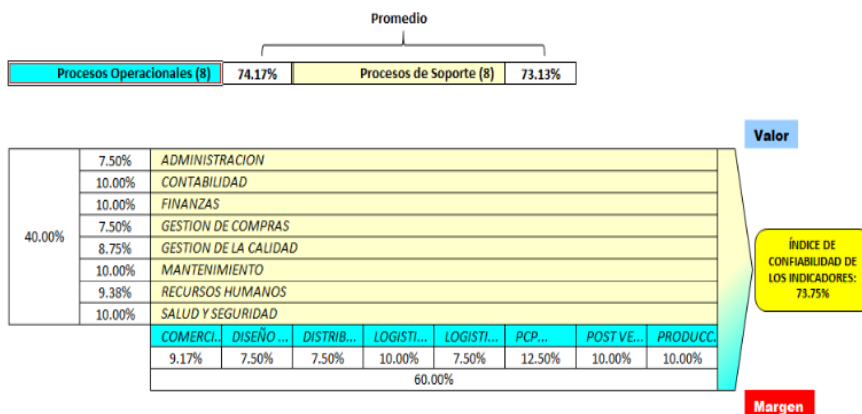 Promedio
Procesos Operacionales (8) 74.17% Procesos de Soporte (8) 73.13%
Valor
7.50% ADMINISTRACION
10.00% CONTABILIDAD
10.00% FINANZAS
7.50% GESTION DE COMPRAS
40.00%
8.75% GESTION DE LA CALIDAD
10.00% MANTENIMIENTO
9.38% RECURSOS HUMANOS
10.00% SALUD Y SEGURIDAD
ÍNDICE DE
CONFIABILIDAD DE
LOS INDICADORES:
73.75%
COMERCI... DISEÑO ... DISTRIB... LOGISTI... LOGISTI... PCP... POST VE... PRODUCC.
9.17% 7.50% 7.50% 10.00% 7.50% 12.50% 10.00% 10.00%
60.00%
Margen